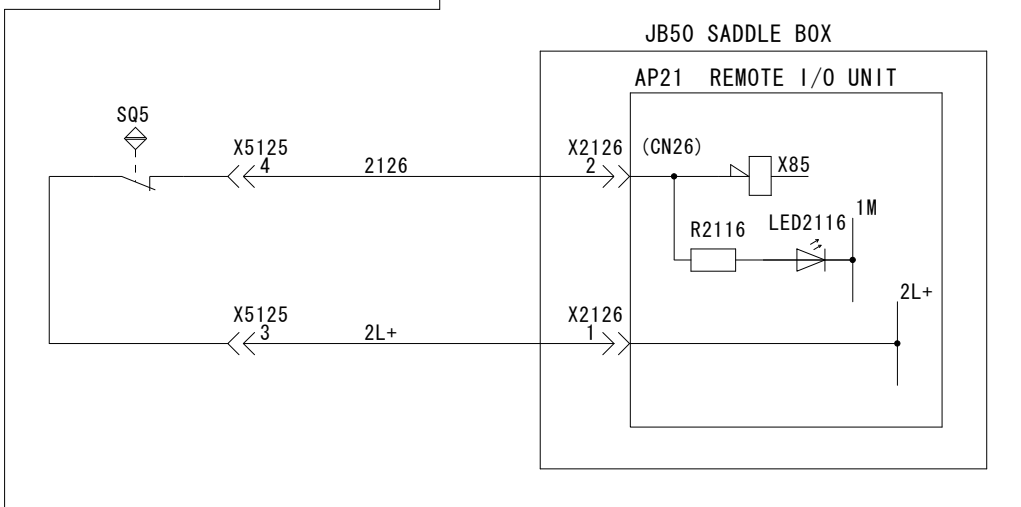 JB50 SADDLE BOX
AP21 REMOTE I/O UNIT
SQ5
X5125
4
2126
X2126
2
(CN26)
X85
R2116
LED2116
1M
2L+
X5125
3
2L+
X2126
1